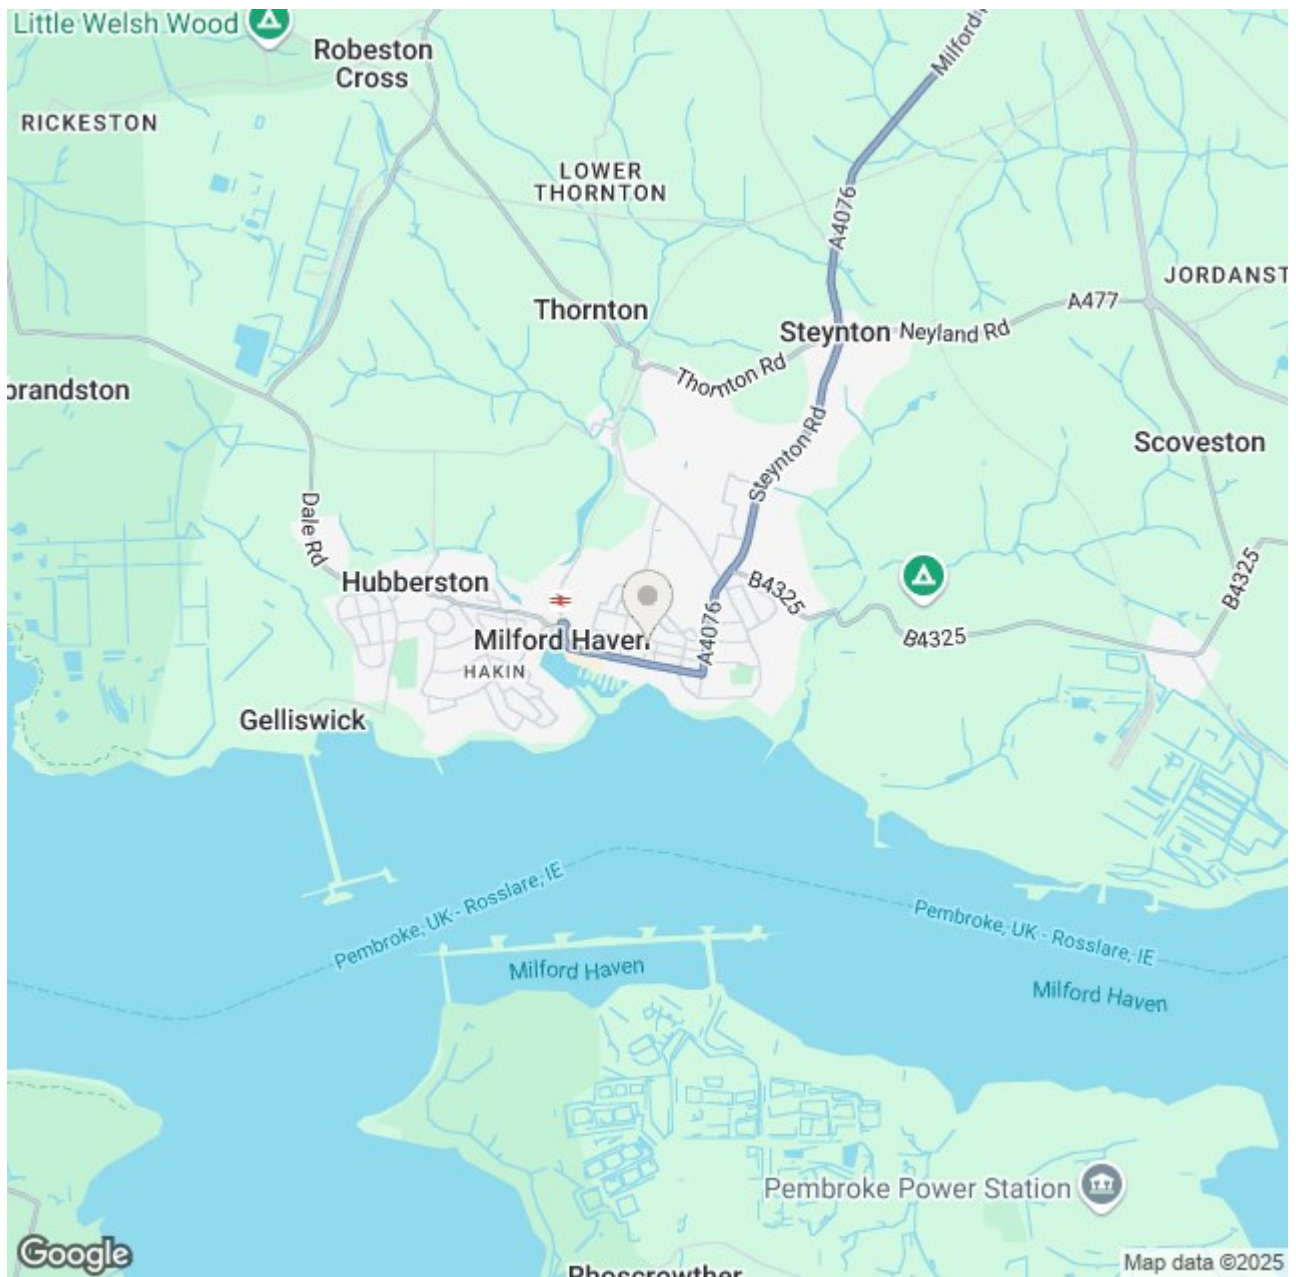 Little Welsh Wood
Robeston
Cross
RICKESTON
LOWER
THORNTON
Milford
A4076
JORDANST
A477
Thornton
Steynton
Neyland Rd
Thornton Rd
brandston
Steynton Rd
Scoveston
Dale Rd
Hubberston
B4325
B4325
B4325
Milford Haven
A4076
HAKIN
Gelliswick
Pembroke, UK - Rosslare, IE
Pembroke, UK - Rosslare, IE
Milford Haven
Milford Haven
Pembroke Power Station
Google
Map data ©2025
Rhoscrowther